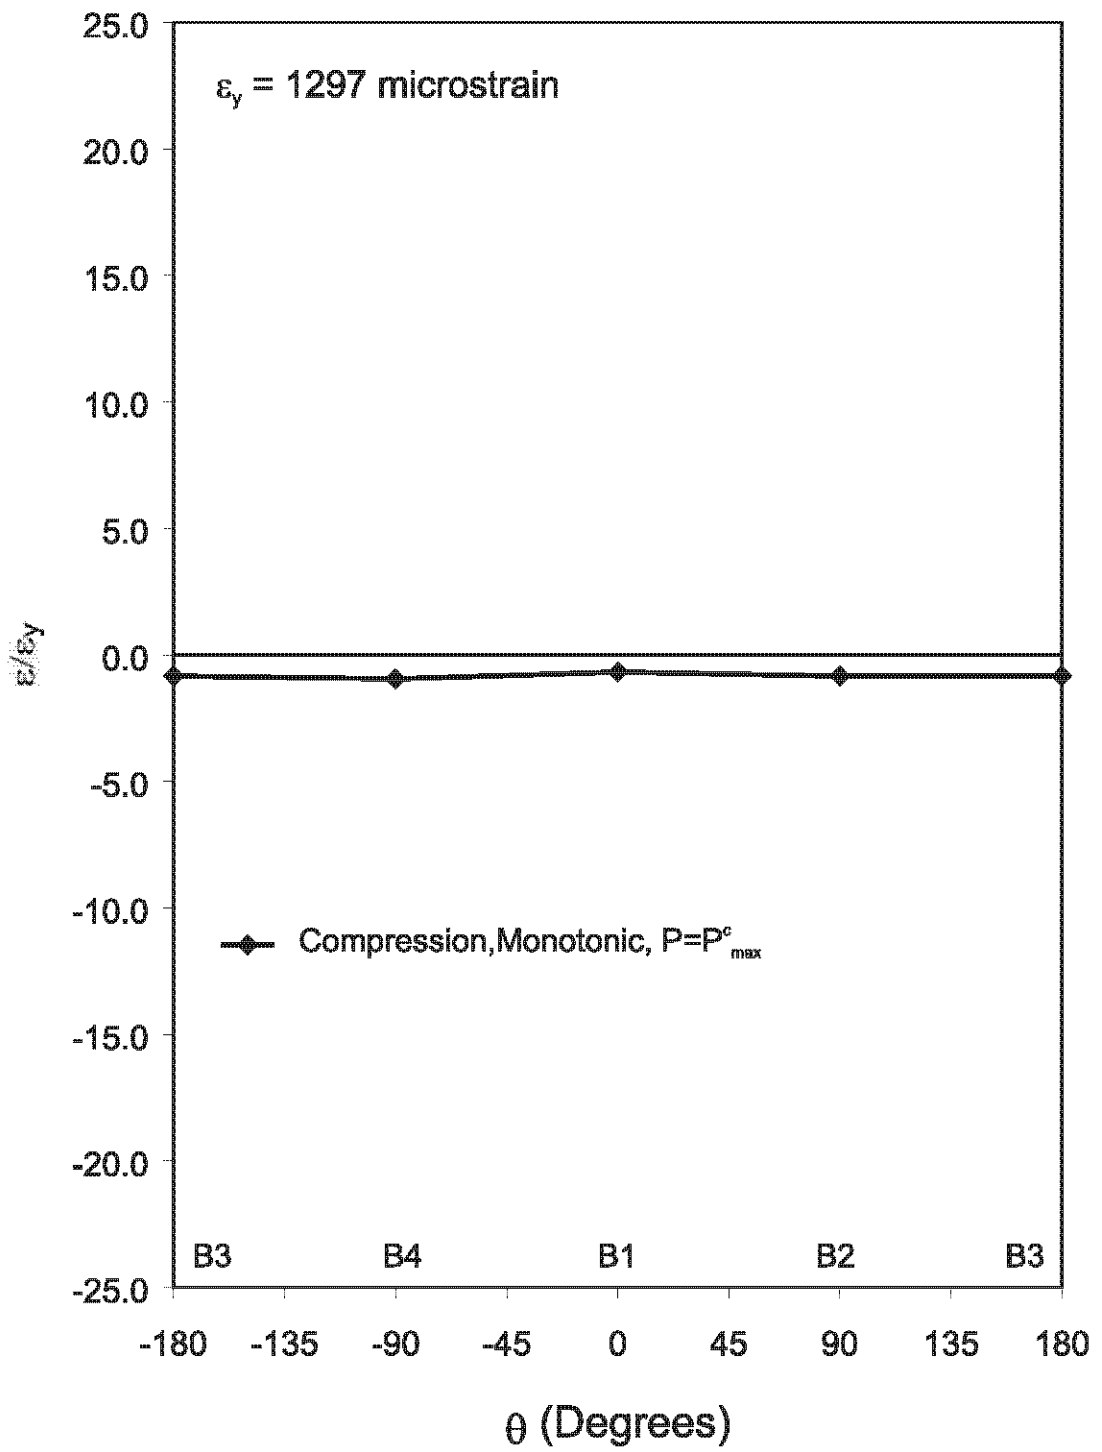 25.0
εy = 1297 microstrain
20.0
15.0
10.0
5.0
ε/εy
0.0
-5.0
-10.0
Compression,Monotonic, P=Pᶜmax
-15.0
-20.0
B3 B4 B1 B2 B3
-25.0
-180 -135 -90 -45 0 45 90 135 180
θ (Degrees)